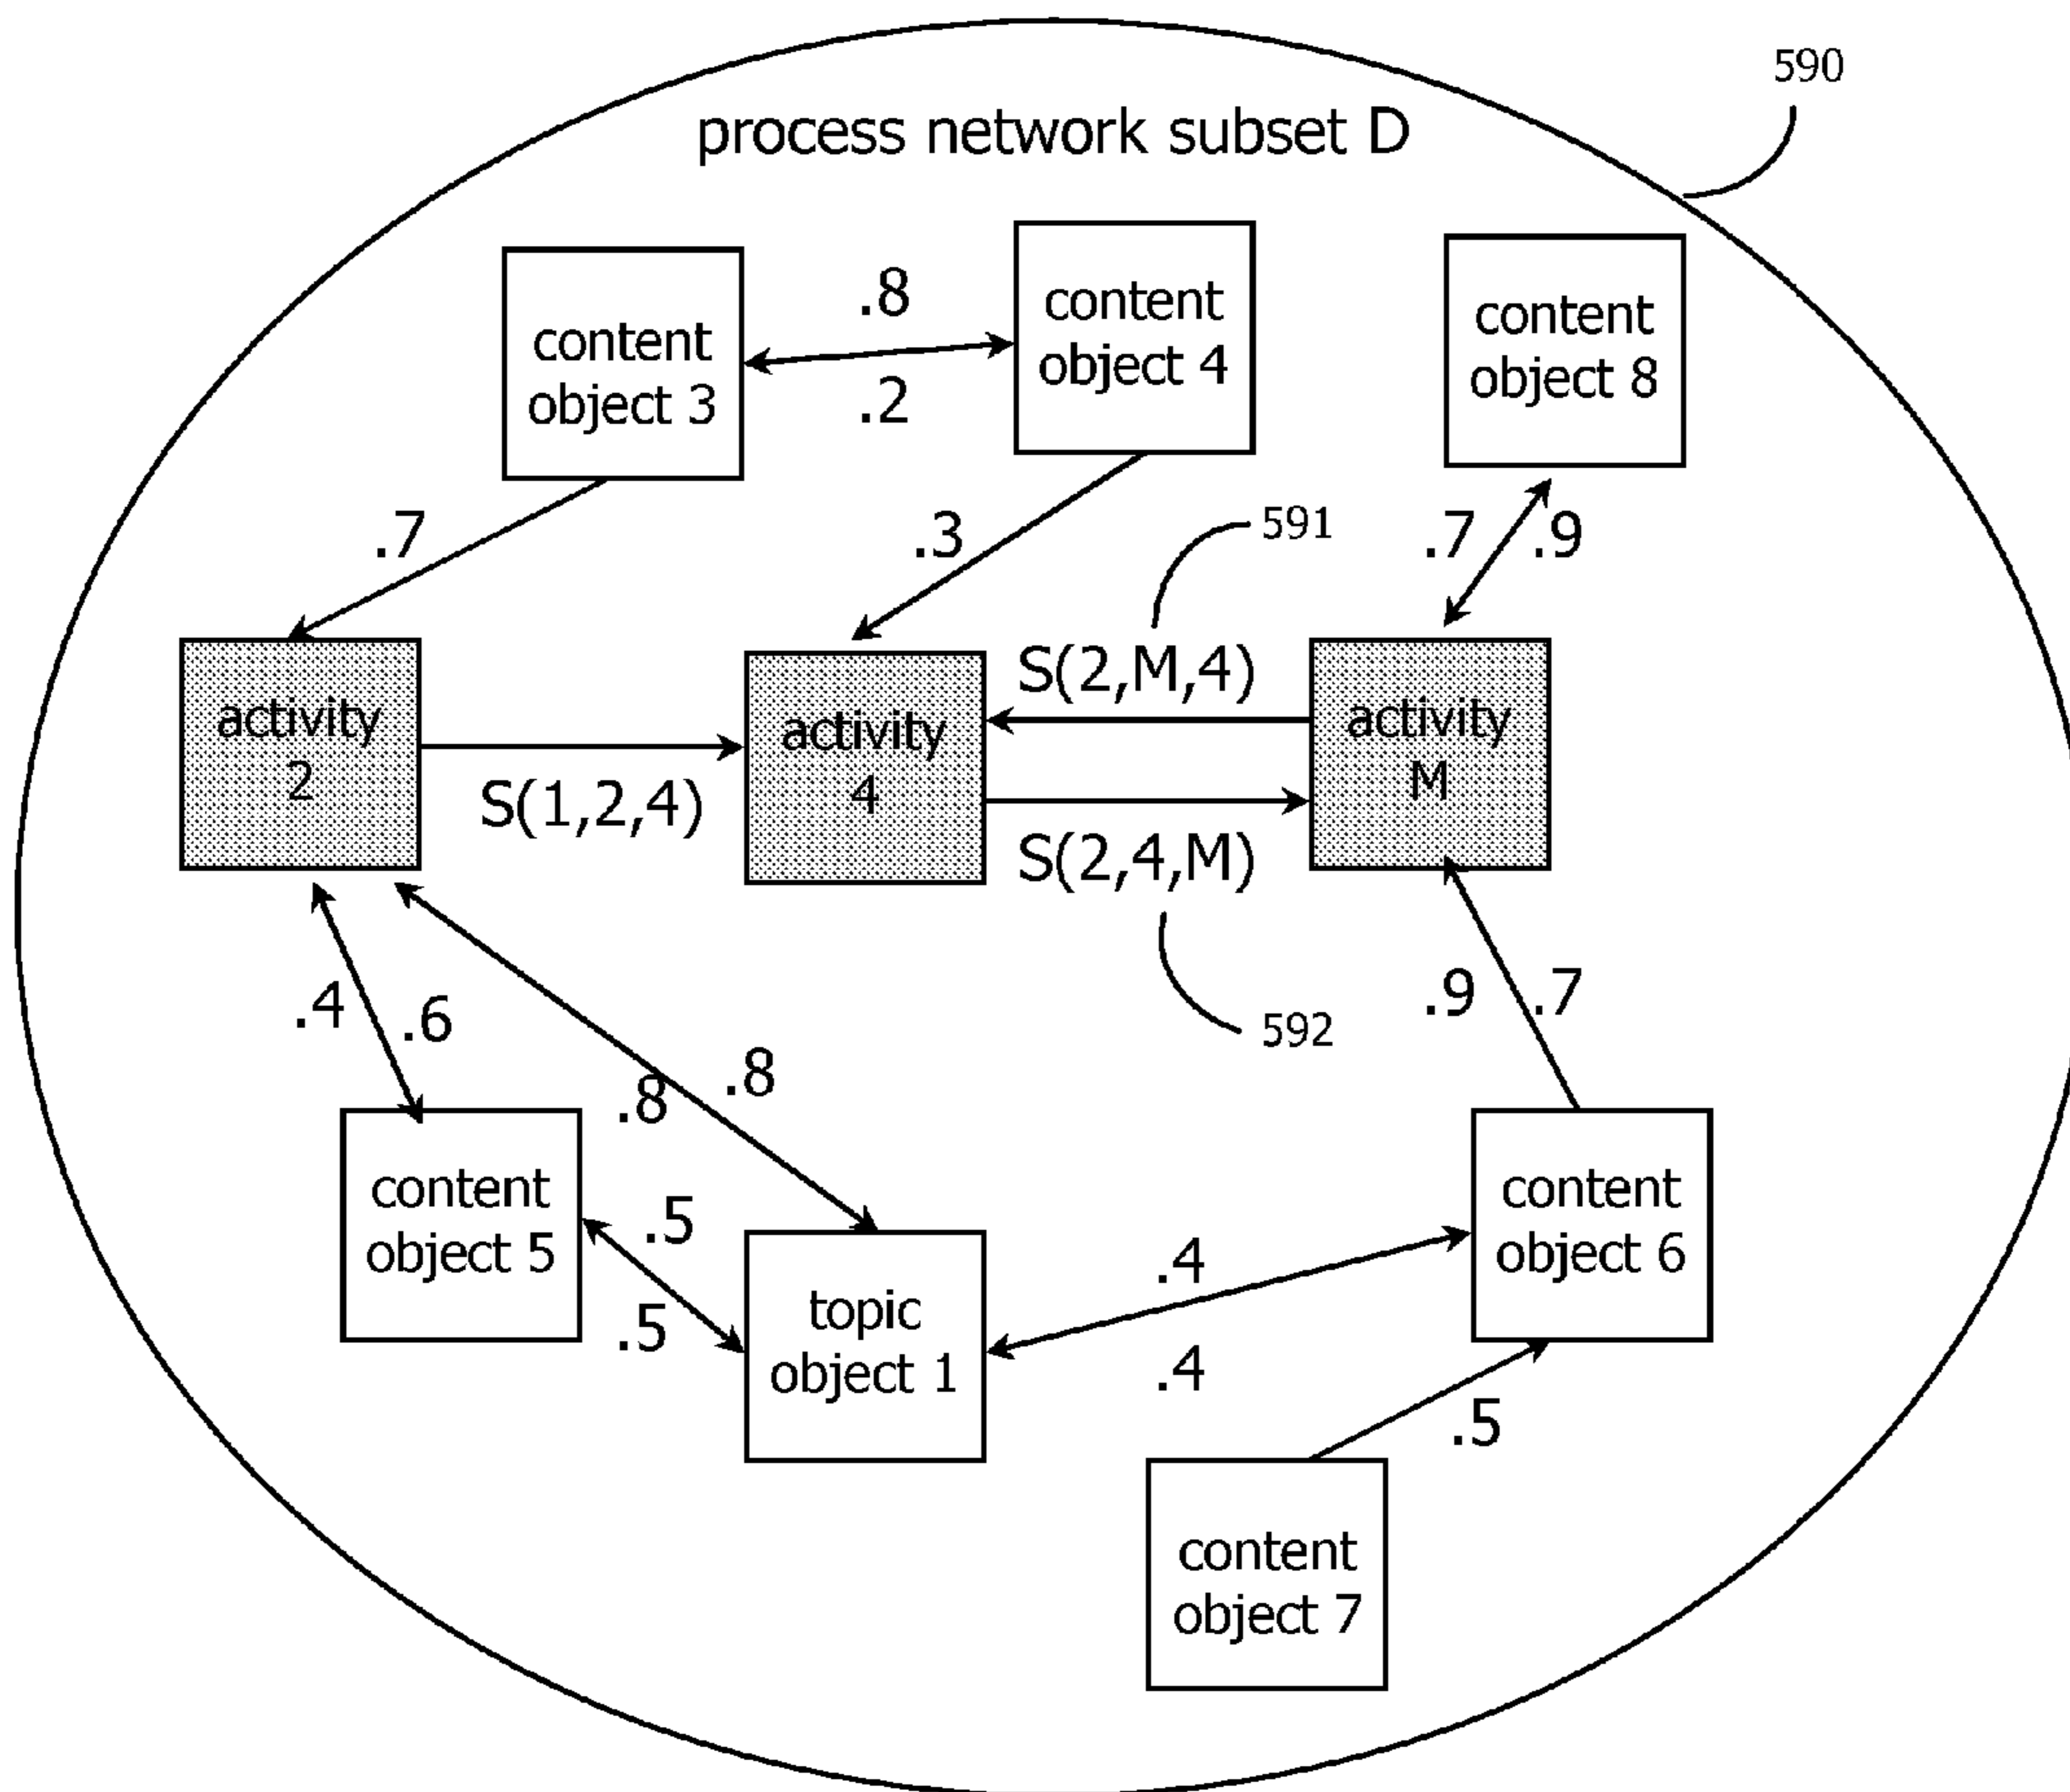 590
process network subset D
content
object 3
.8
.2
content
object 4
content
object 8
.7
.3
591
.7
.9
activity
2
S(1,2,4)
activity
4
S(2,M,4)
S(2,4,M)
activity
M
592
.4
.6
.8
.8
.9
.7
content
object 5
.5
.5
topic
object 1
.4
.4
content
object 6
.5
content
object 7